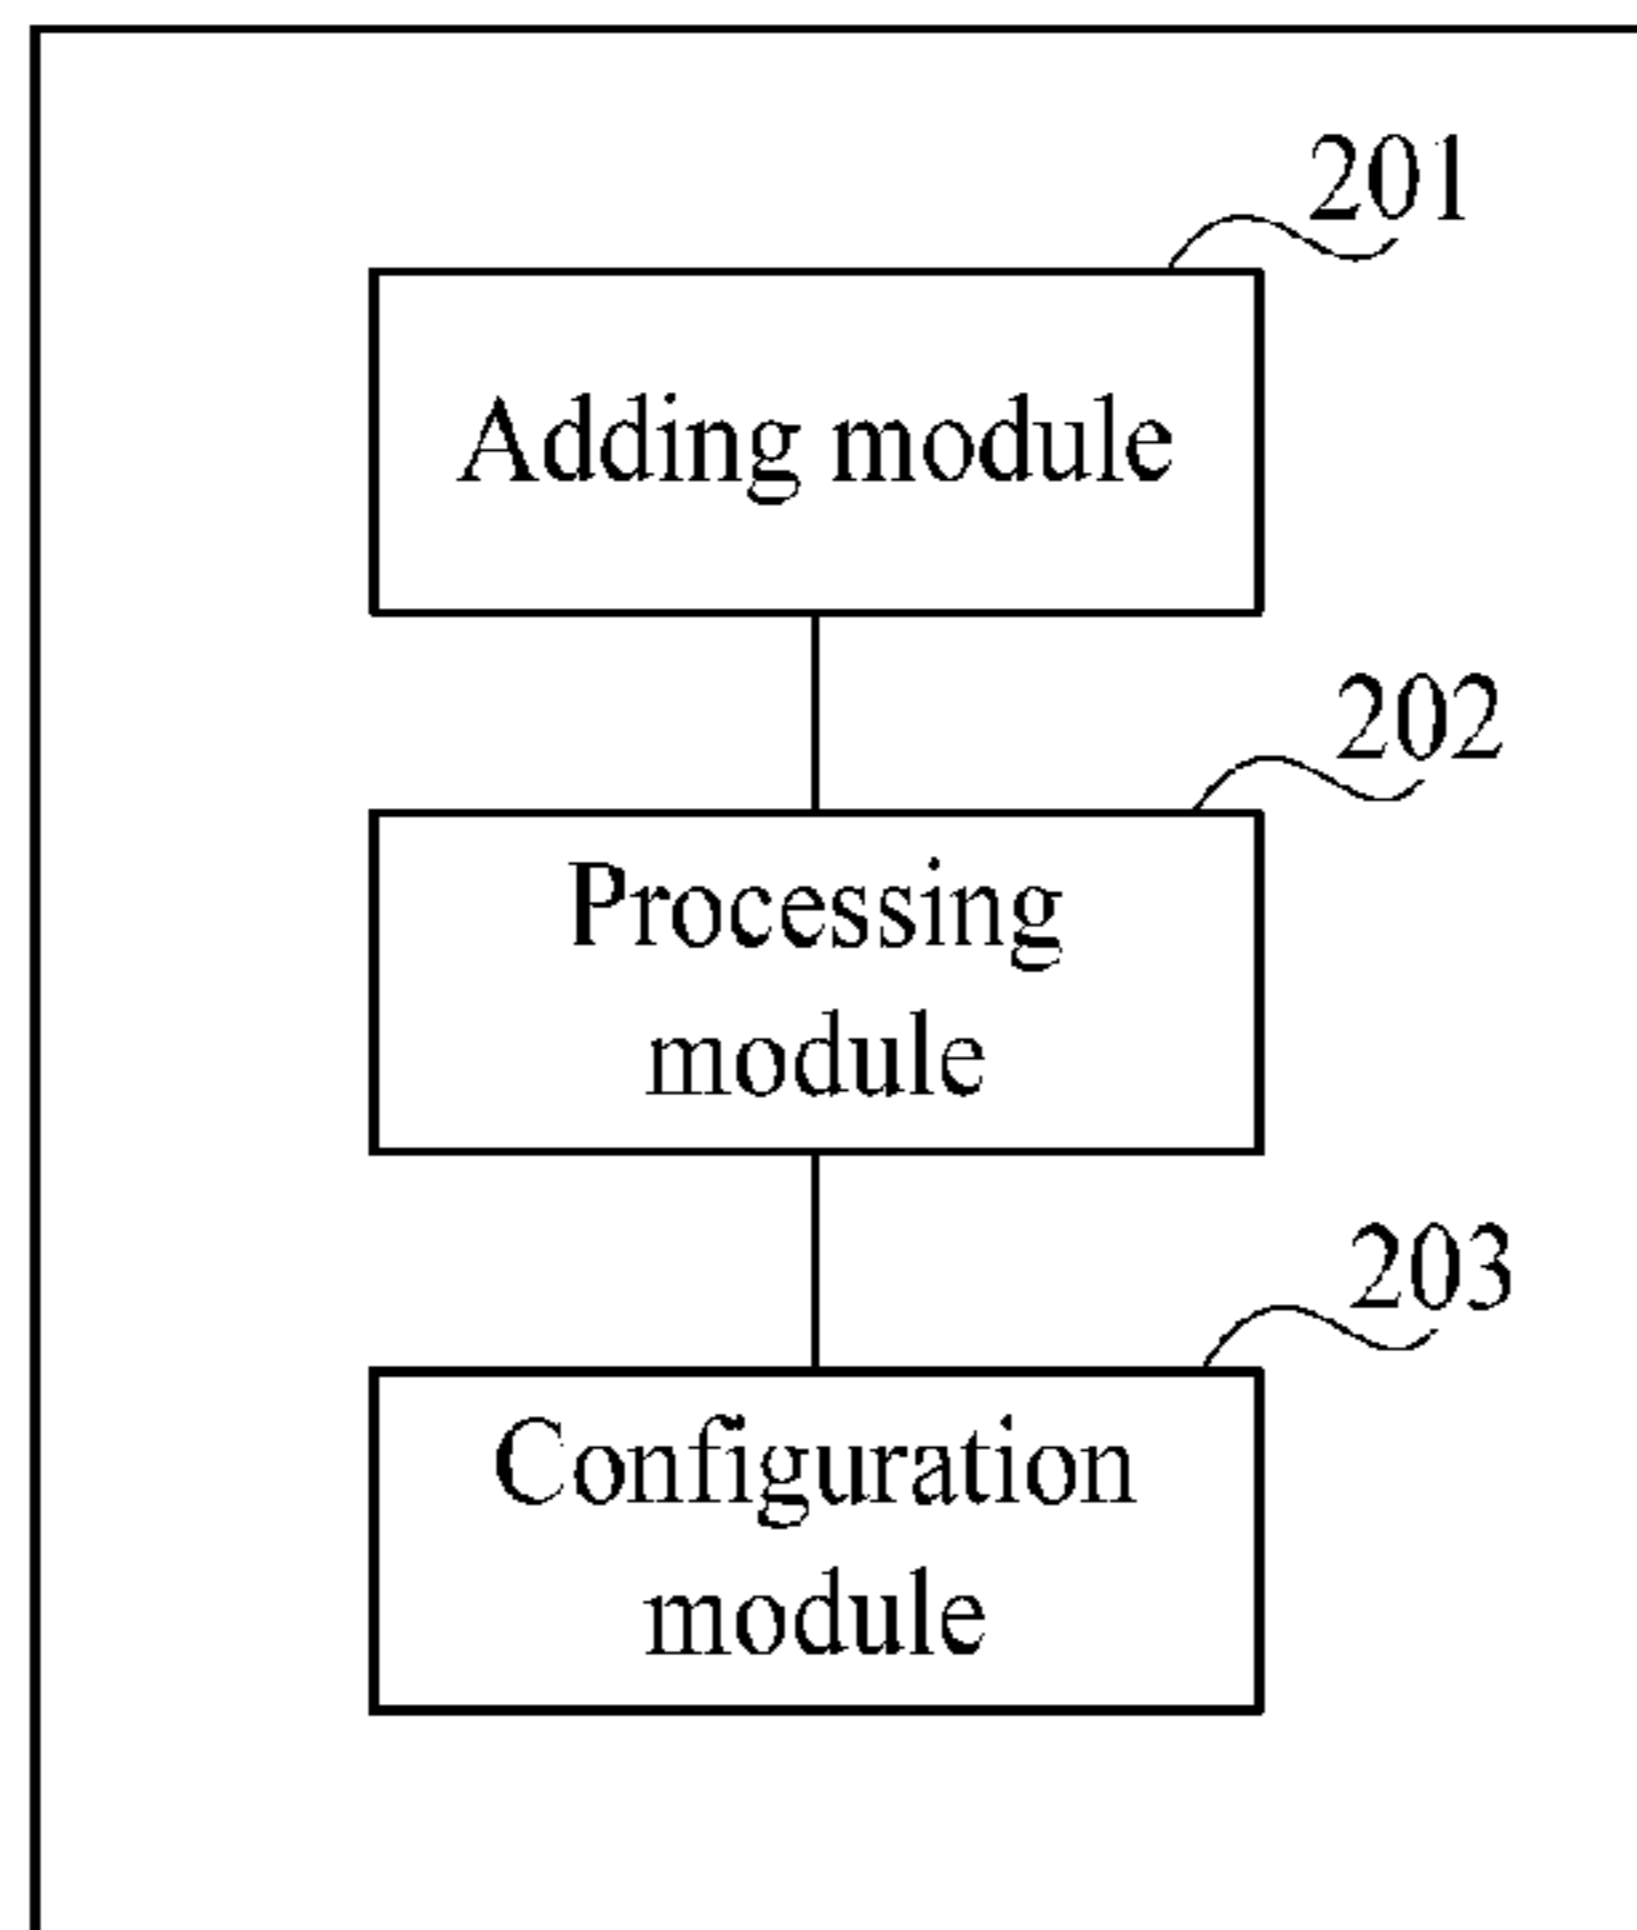 201
Adding module
202
Processing
module
203
Configuration
module